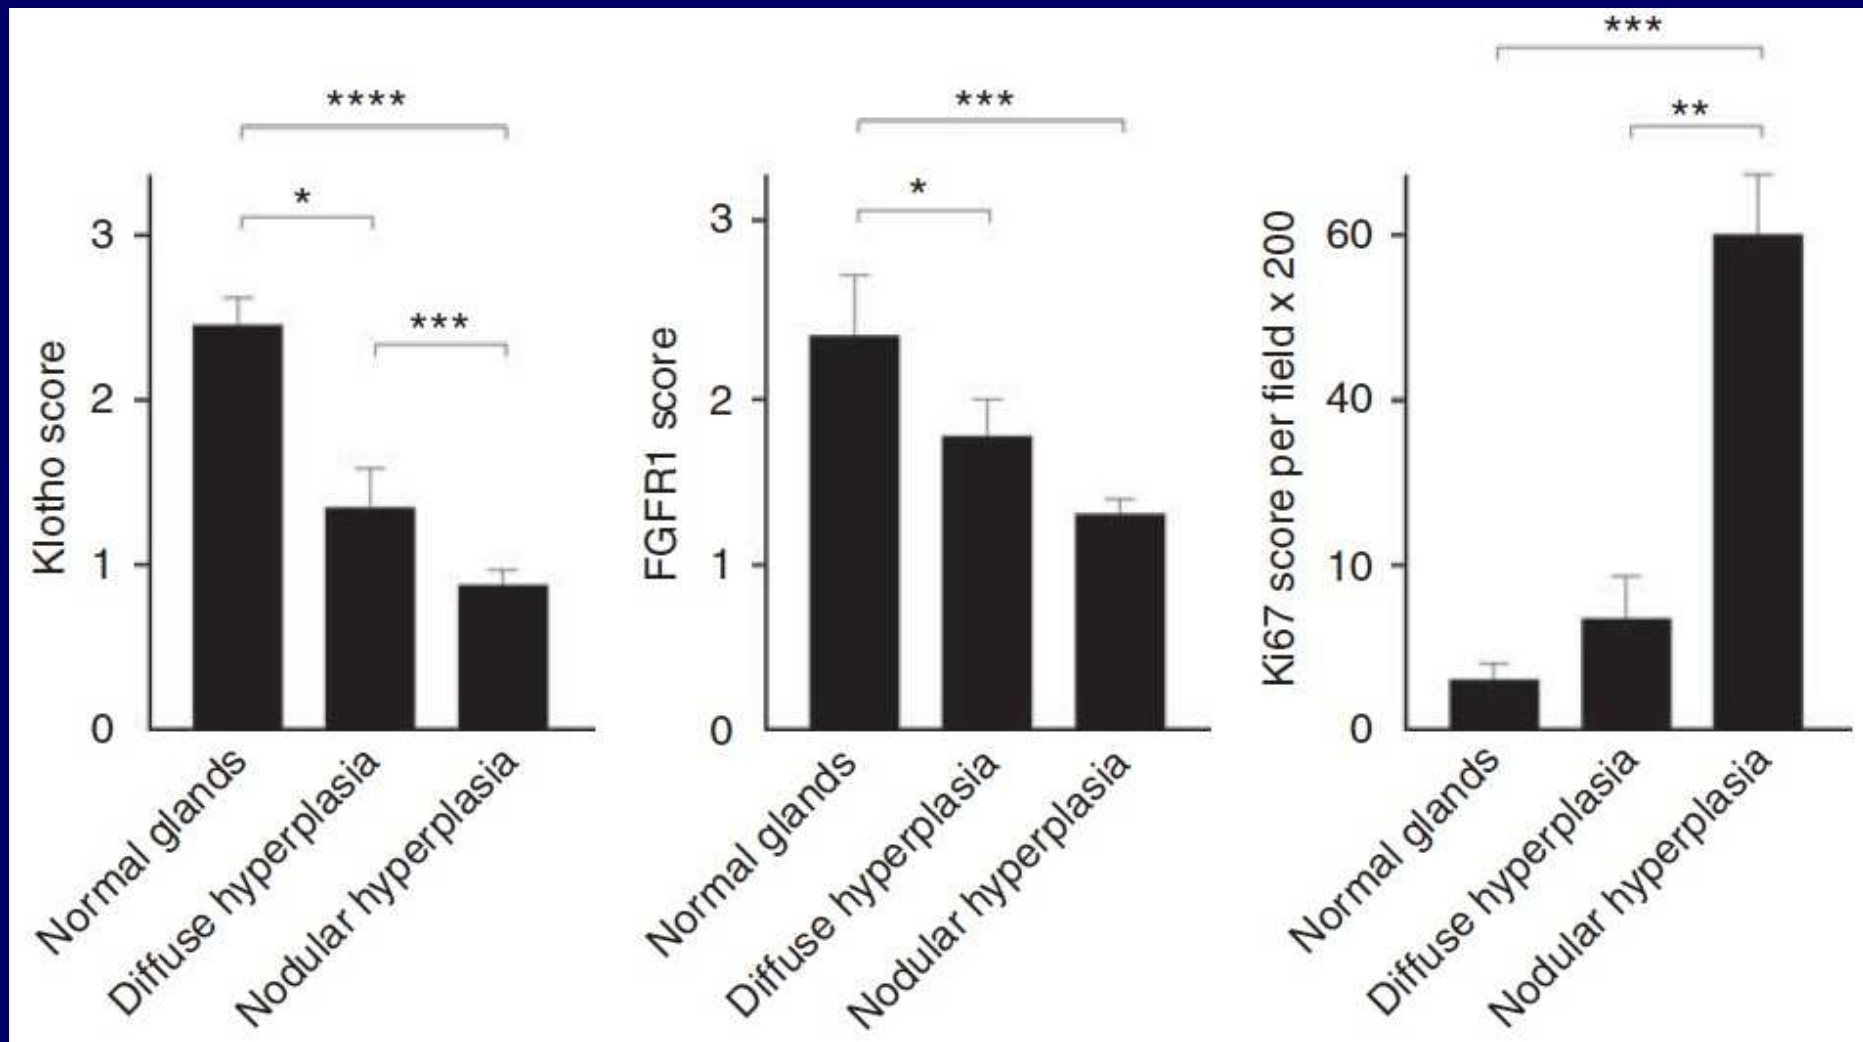 ****
*
***
3
2
1
0
Klotho score
Normal glands
Diffuse hyperplasia
Nodular hyperplasia
***
*
3
2
1
0
FGFR1 score
Normal glands
Diffuse hyperplasia
Nodular hyperplasia
***
**
60
40
10
0
Ki67 score per field x 200
Normal glands
Diffuse hyperplasia
Nodular hyperplasia